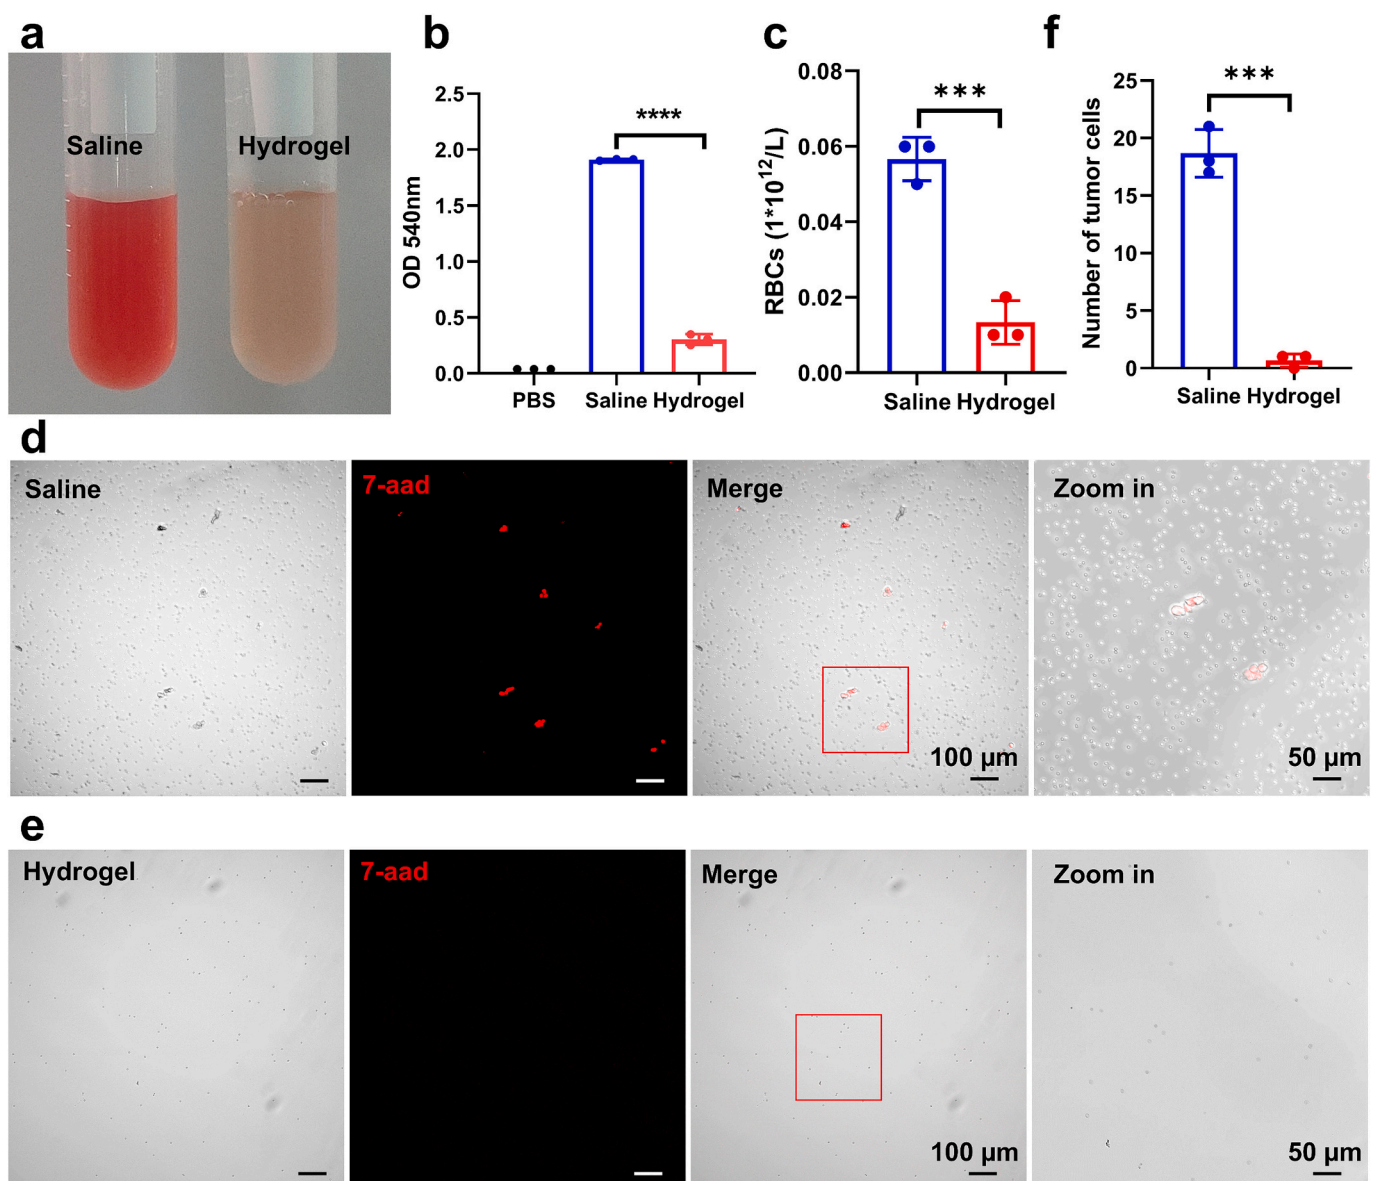 a
Saline
Hydrogel
b
OD 540nm
2.5
2.0
1.5
1.0
0.5
0.0
****
PBS
Saline
Hydrogel
c
RBCs (1*10¹²/L)
0.08
0.06
0.04
0.02
0.00
***
Saline
Hydrogel
f
Number of tumor cells
25
20
15
10
5
0
***
Saline
Hydrogel
d
Saline
7-aad
Merge
100 µm
Zoom in
50 µm
e
Hydrogel
7-aad
Merge
100 µm
Zoom in
50 µm